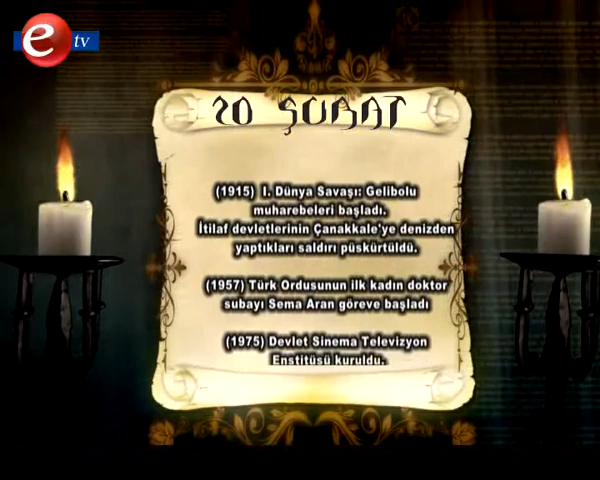 e tv
20 ŞUBAT
(1915) I. Dünya Savaşı: Gelibolu
muharebeleri başladı.
İtilaf devletlerinin Çanakkale'ye denizden
yaptıkları saldırı püskürtüldü.
(1957) Türk Ordusunun ilk kadın doktor
subayı Sema Aran göreve başladı
(1975) Devlet Sinema Televizyon
Enstitüsü kuruldu.